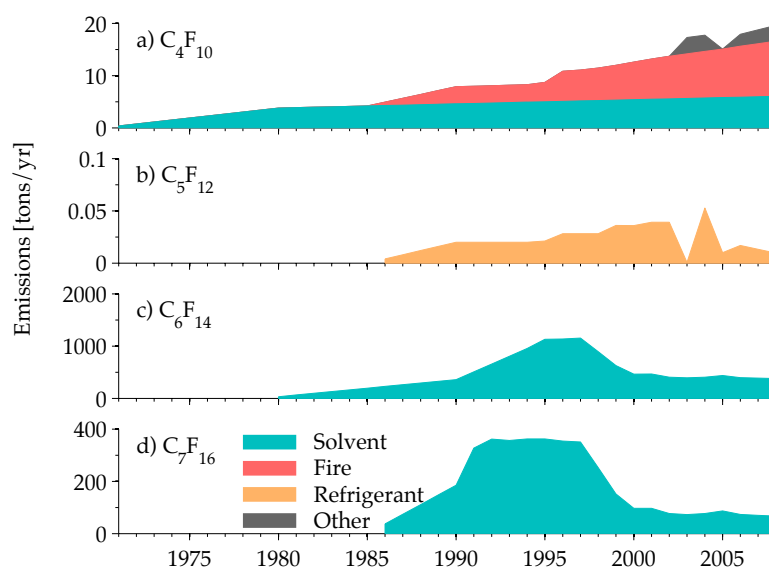 Emissions [tons/yr]
20
10
0
a) C4F10
0.1
0.05
0
b) C5F12
2000
1000
0
c) C6F14
400
200
0
d) C7F16
Solvent
Fire
Refrigerant
Other
1975 1980 1985 1990 1995 2000 2005